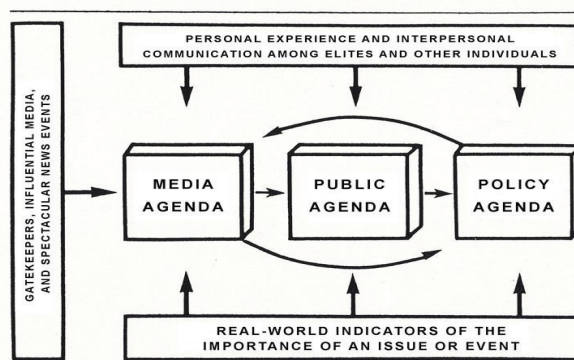 PERSONAL EXPERIENCE AND INTERPERSONAL
COMMUNICATION AMONG ELITES AND OTHER INDIVIDUALS
GATEKEEPERS, INFLUENTIAL MEDIA,
AND SPECTACULAR NEWS EVENTS
MEDIA
AGENDA
PUBLIC
AGENDA
POLICY
AGENDA
REAL-WORLD INDICATORS OF THE
IMPORTANCE OF AN ISSUE OR EVENT